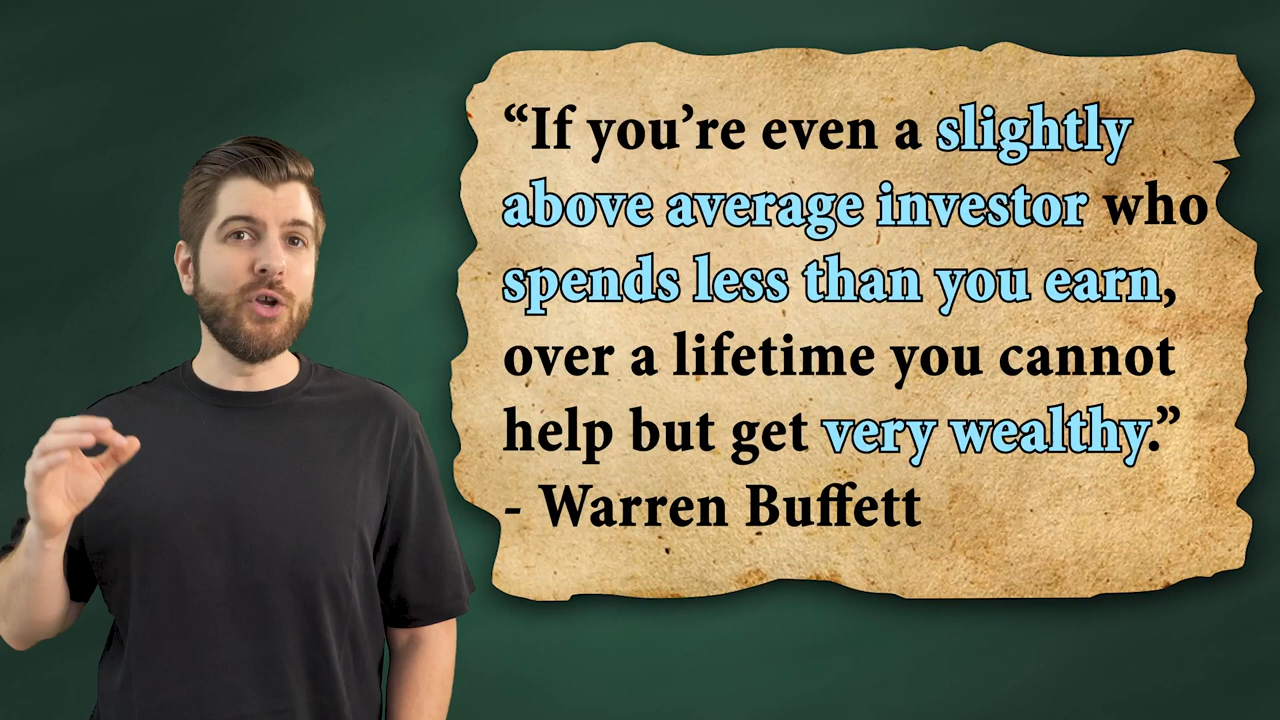 “If you’re even a slightly
above average investor who
spends less than you earn,
over a lifetime you cannot
help but get very wealthy.”
- Warren Buffett